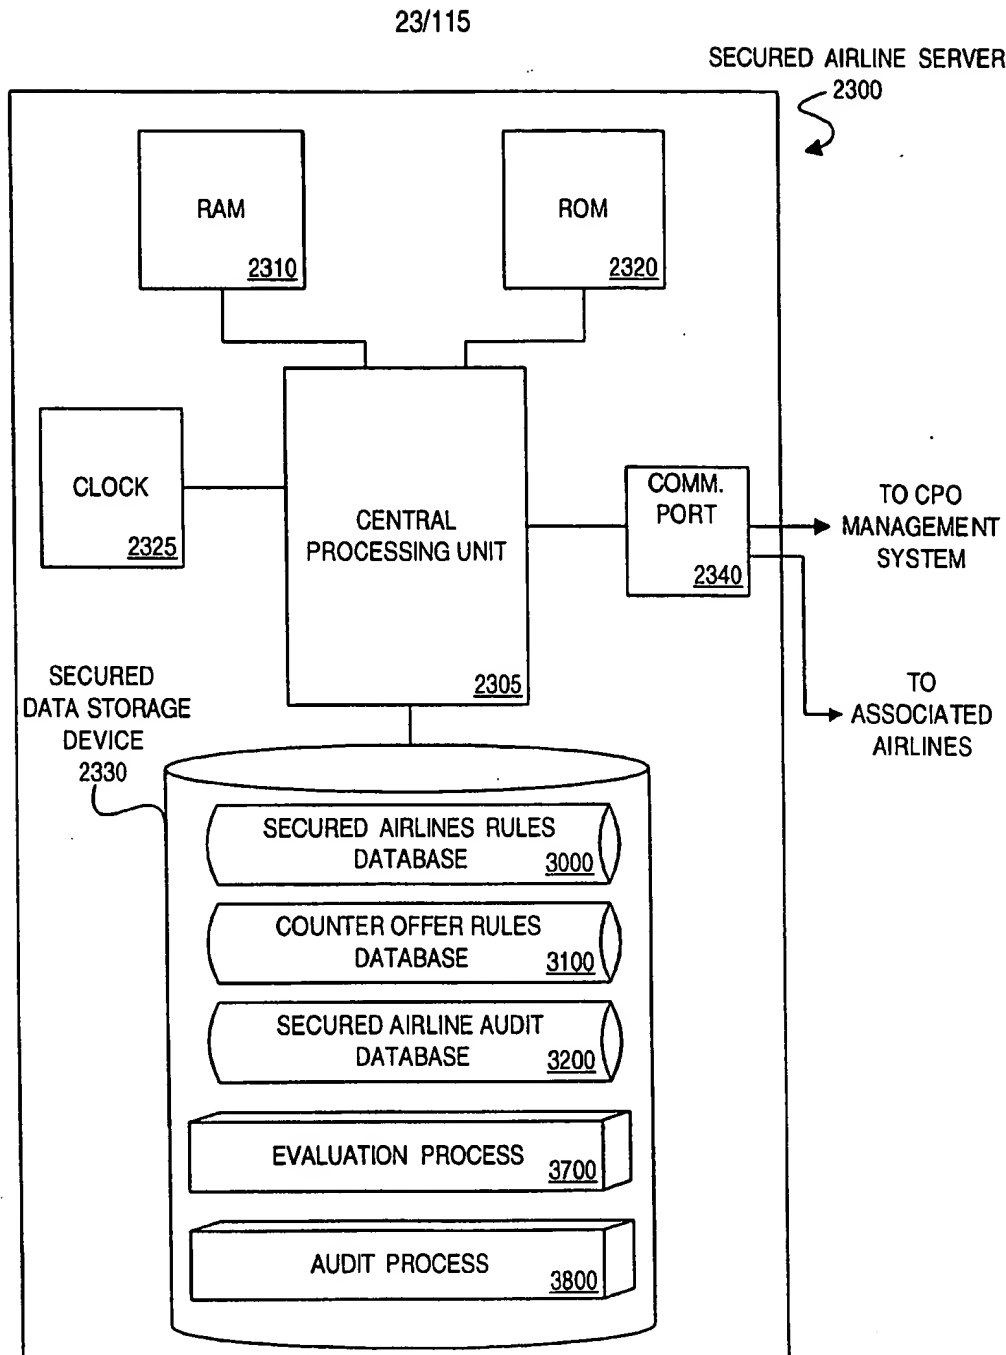 23/115
SECURED AIRLINE SERVER
2300
RAM
2310
ROM
2320
CLOCK
2325
CENTRAL
PROCESSING UNIT
2305
COMM.
PORT
2340
TO CPO
MANAGEMENT
SYSTEM
TO
ASSOCIATED
AIRLINES
SECURED
DATA STORAGE
DEVICE
2330
SECURED AIRLINES RULES
DATABASE
3000
COUNTER OFFER RULES
DATABASE
3100
SECURED AIRLINE AUDIT
DATABASE
3200
EVALUATION PROCESS
3700
AUDIT PROCESS
3800